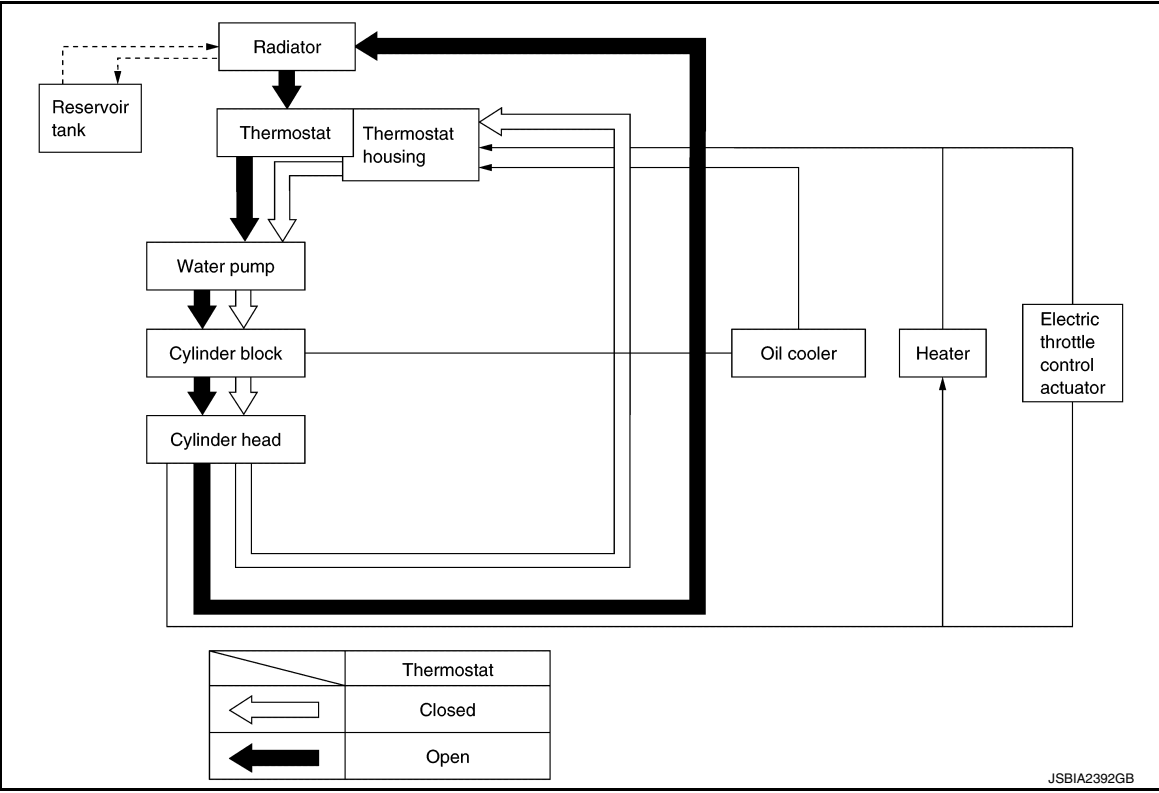 Radiator
Reservoir
tank
Thermostat
Thermostat
housing
Water pump
Cylinder block
Oil cooler
Heater
Electric
throttle
control
actuator
Cylinder head
Thermostat
Closed
Open
JSBIA2392GB